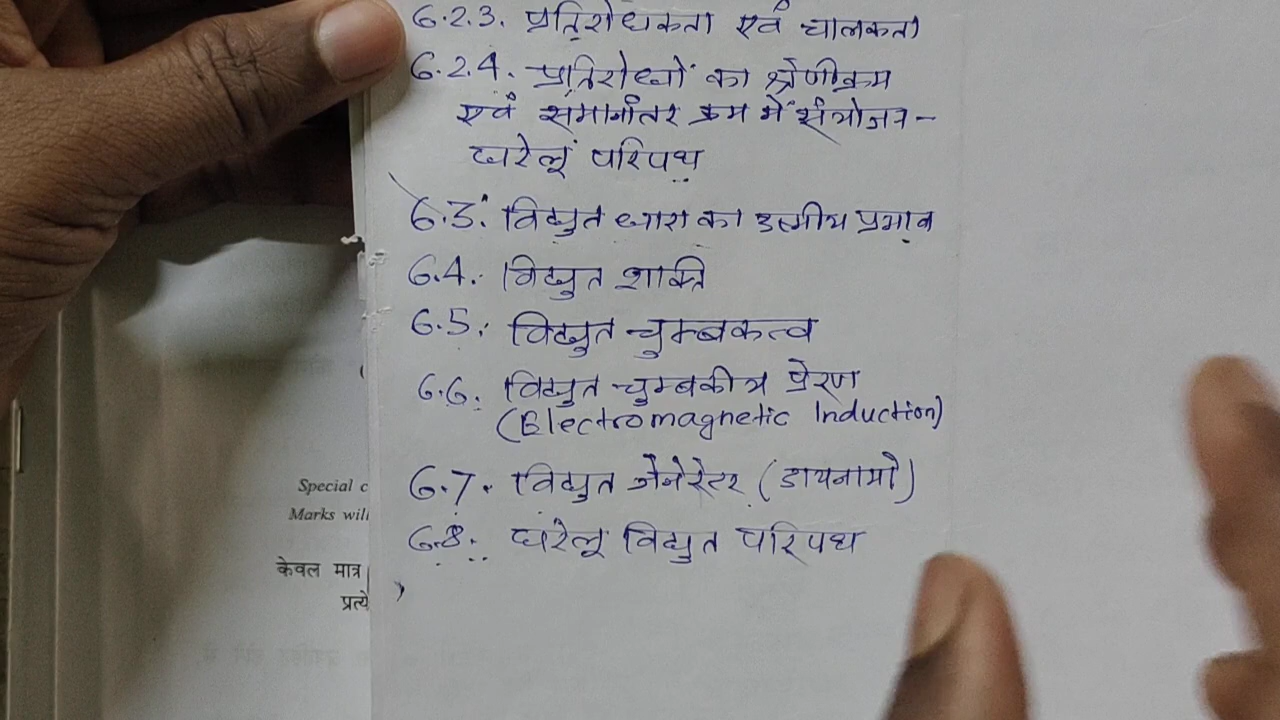 6.2.3. प्रतिरोधकता एवं चालकता
6.2.4. प्रतिरोधों का श्रेणीक्रम
एवं समानांतर क्रम में संयोजन-
घरेलू परिपथ
6.3. विद्युत धारा का उष्मीय प्रभाव
6.4. विद्युत शक्ति
6.5. विद्युत चुम्बकत्व
6.6. विद्युत चुम्बकीय प्रेरण
(Electromagnetic Induction)
6.7. विद्युत जेनेरेटर (डायनामो)
Special c
Marks will
6.8. घरेलू विद्युत परिपथ
केवल मात्र
प्रत्ये